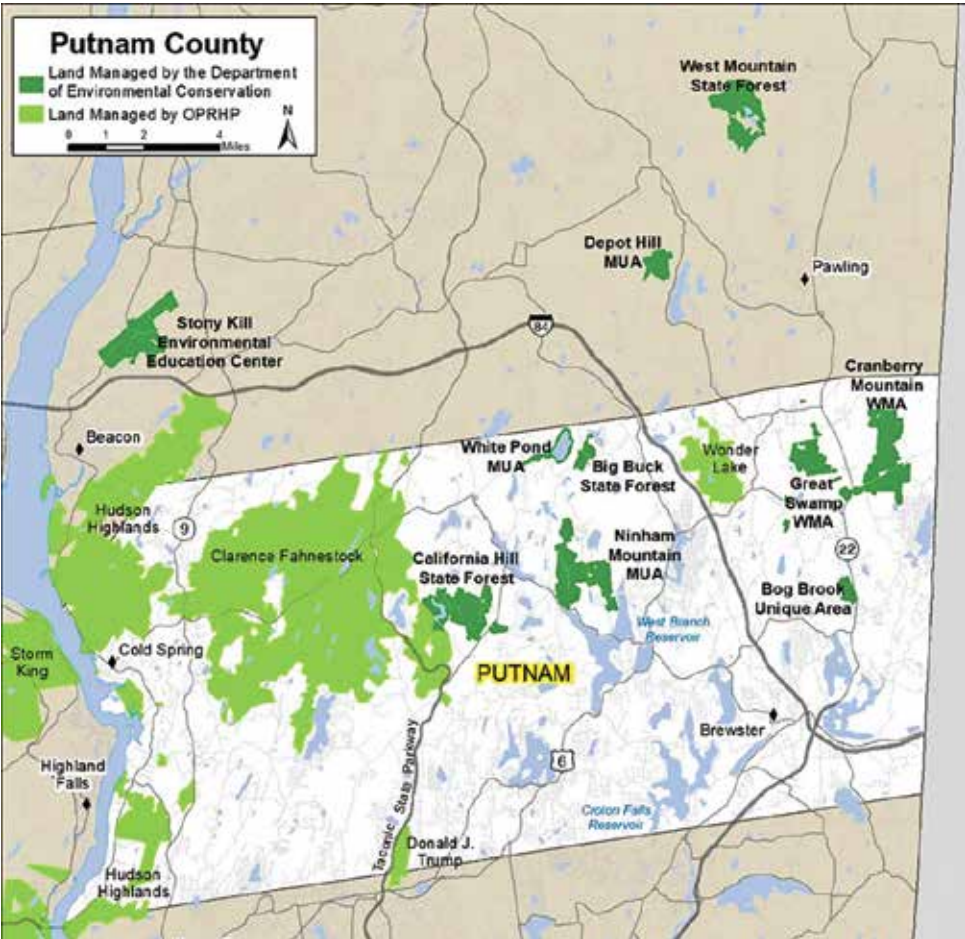 Putnam County
Land Managed by the Department
of Environmental Conservation
Land Managed by OPRHP
N
0 1 2 4
Miles
West Mountain
State Forest
Depot Hill
MUA
Pawling
Stony Kill
Environmental
Education Center
84
Cranberry
Mountain
WMA
Beacon
White Pond
MUA
Big Buck
State Forest
Wonder
Lake
Great
Swamp
WMA
Hudson
Highlands
9
Clarence Fahnestock
California Hill
State Forest
Ninham
Mountain
MUA
22
Bog Brook
Unique Area
West Branch
Reservoir
Storm
King
Cold Spring
PUTNAM
Brewster
6
Highland
Falls
Taconic State Parkway
Croton Falls
Reservoir
Donald J.
Trump
Hudson
Highlands